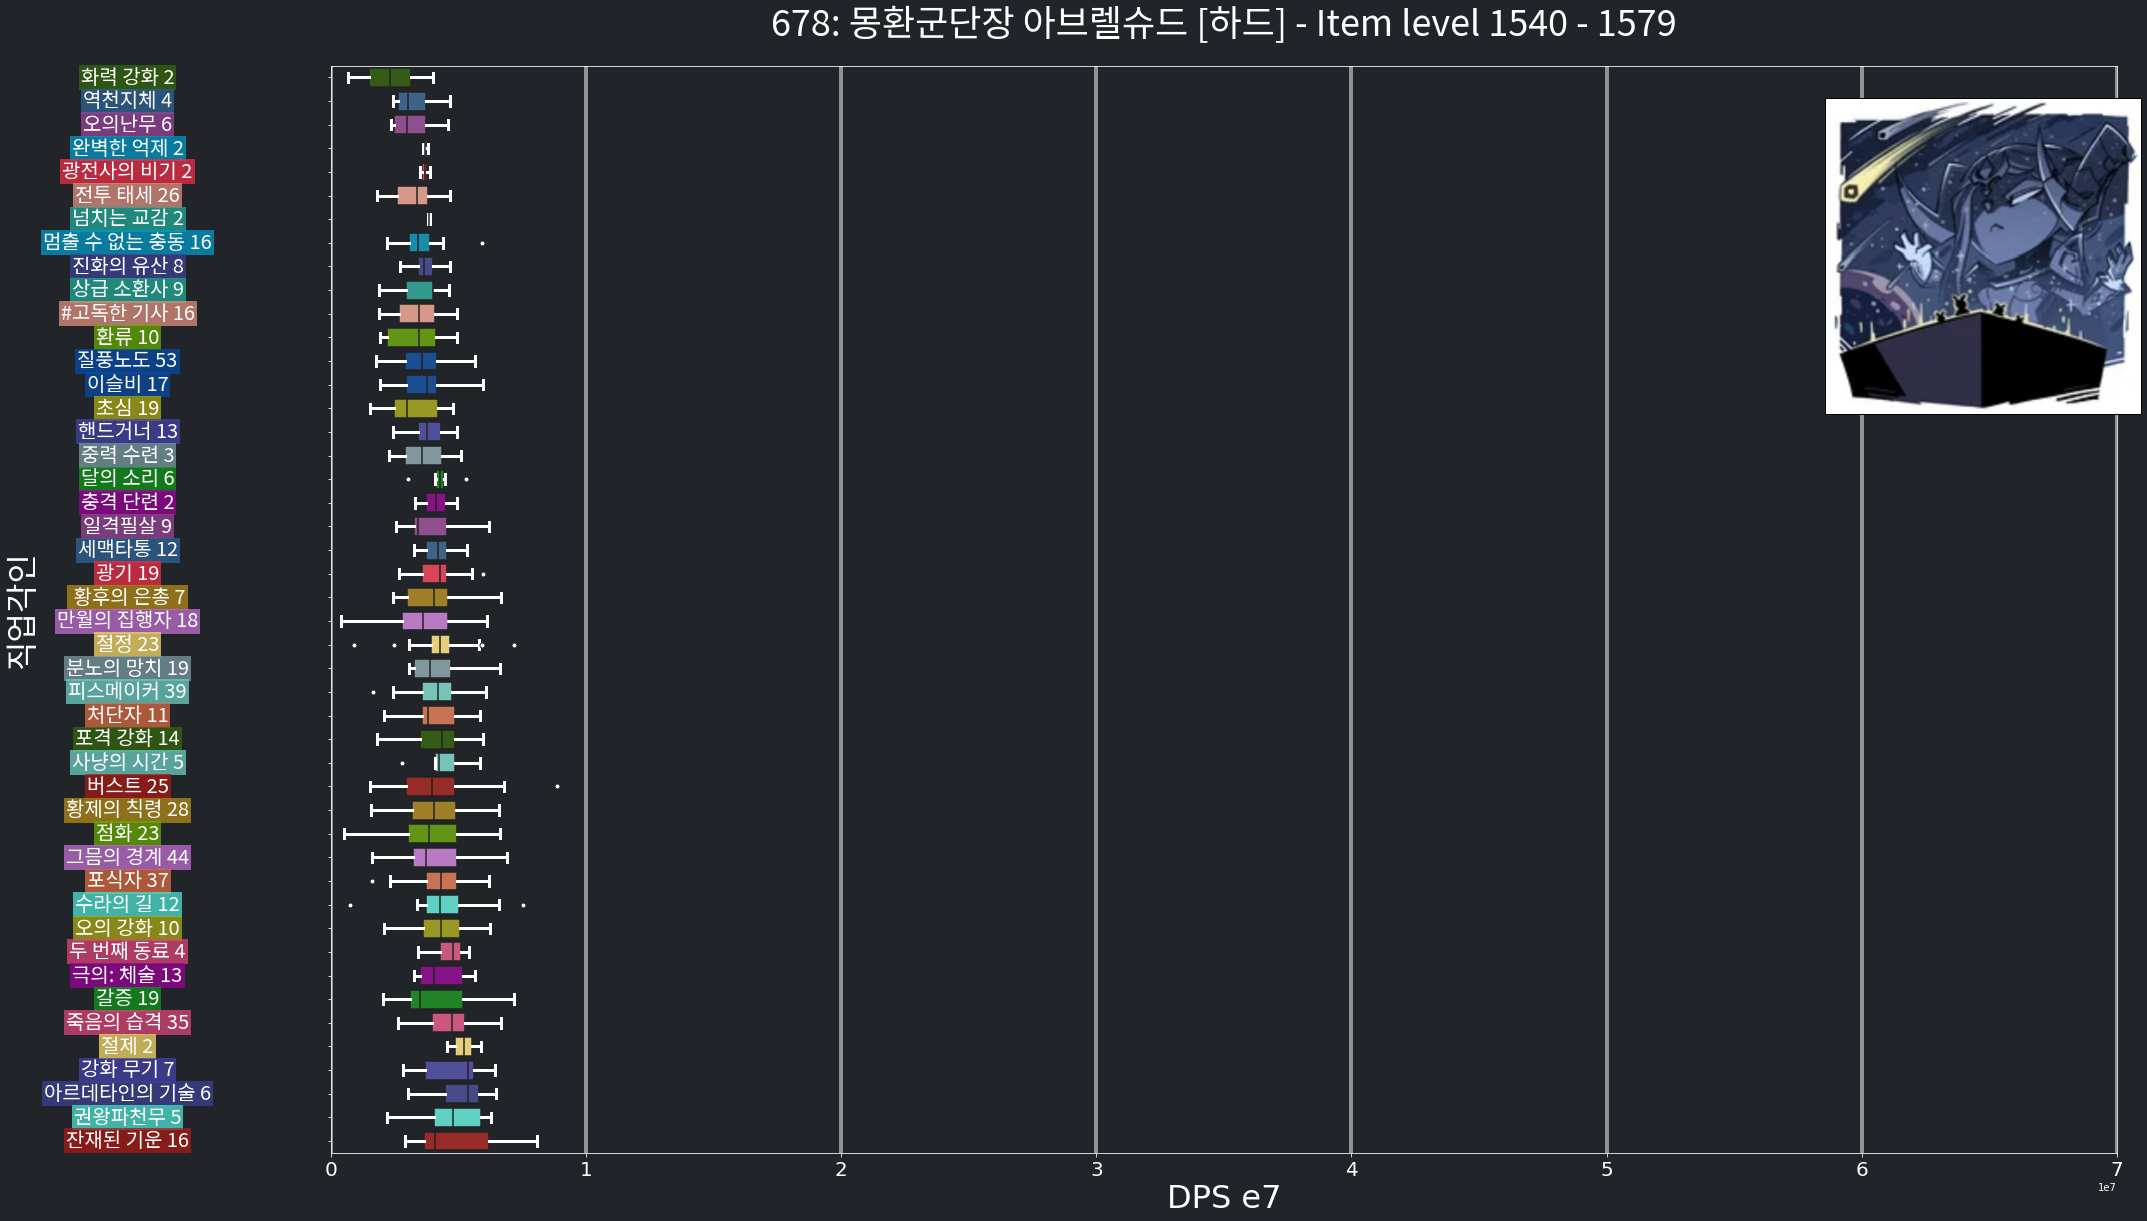 678: 몽환군단장 아브렐슈드 [하드] - Item level 1540 - 1579
직업각인
화력 강화 2
역천지체 4
오의난무 6
완벽한 억제 2
광전사의 비기 2
전투 태세 26
넘치는 교감 2
멈출 수 없는 충동 16
진화의 유산 8
상급 소환사 9
#고독한 기사 16
환류 10
질풍노도 53
이슬비 17
초심 19
핸드거너 13
중력 수련 3
달의 소리 6
충격 단련 2
일격필살 9
세맥타통 12
광기 19
황후의 은총 7
만월의 집행자 18
절정 23
분노의 망치 19
피스메이커 39
처단자 11
포격 강화 14
사냥의 시간 5
버스트 25
황제의 칙령 28
점화 23
그믐의 경계 44
포식자 37
수라의 길 12
오의 강화 10
두 번째 동료 4
극의: 체술 13
갈증 19
죽음의 습격 35
절제 2
강화 무기 7
아르데타인의 기술 6
권왕파천무 5
잔재된 기운 16
0 1 2 3 4 5 6 7
1e7
DPS e7